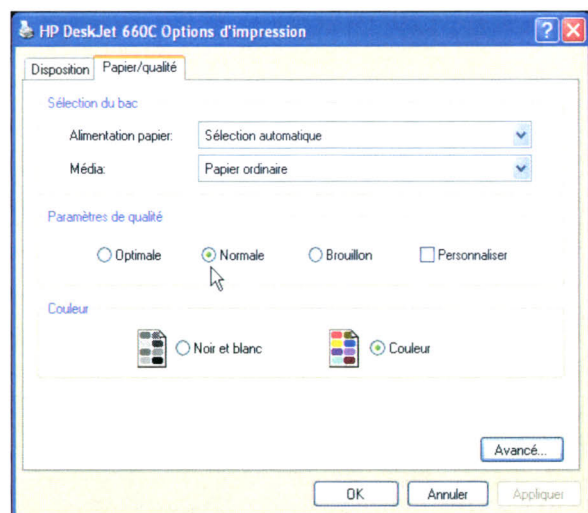 HP DeskJet 660C Options d'impression
Disposition Papier/qualité
Sélection du bac
Alimentation papier: Sélection automatique
Média: Papier ordinaire
Paramètres de qualité
Optimale Normale Brouillon Personnaliser
Couleur
Noir et blanc Couleur
Avancé...
OK Annuler Appliquer